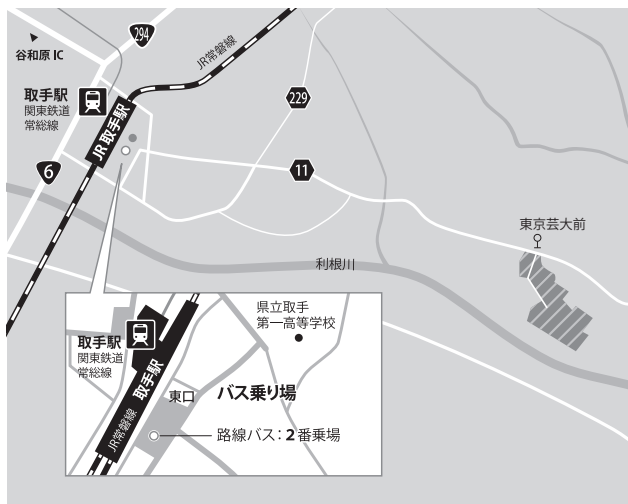 294
谷和原 IC
JR常磐線
取手駅
関東鉄道
常総線
JR 取手駅
229
6
11
東京芸大前
利根川
県立取手
第一高等学校
取手駅
関東鉄道
常総線
取手駅
JR常磐線
東口
バス乗り場
路線バス：2番乗場